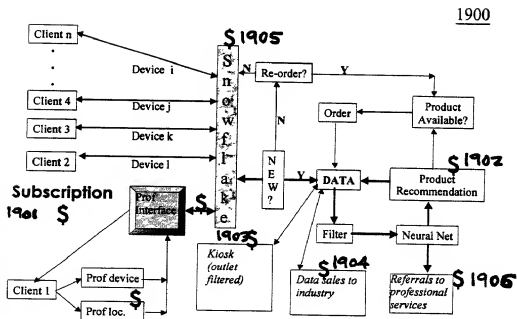 1900
Client n
$ 1905
Snowflake
Device i
N
Re-order?
Y
Client 4
Device j
Order
Product
Available?
Client 3
Device k
N
Client 2
Device l
$ 1902
NEW?
Y
DATA
Product
Recommendation
Subscription
1901 $
Prof
Interface
$
1903 $
Filter
Neural Net
Kiosk
(outlet
filtered)
$ 1904
Data sales to
industry
$ 1906
Referrals to
professional
services
Client 1
Prof device
$
Prof loc.